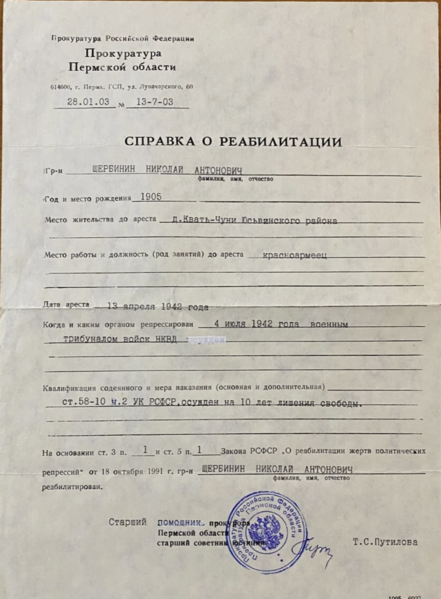 Прокуратура Российской Федерации
Прокуратура
Пермской области
614600, г. Пермь, ГСП, ул. Луначарского, 60
28.01.03 № 13-7-03
СПРАВКА О РЕАБИЛИТАЦИИ
Гр-н ЩЕРБИНИН НИКОЛАЙ АНТОНОВИЧ
фамилия, имя, отчество
Год и место рождения 1905
Место жительства до ареста д.Квать-Чуни Юсьвинского района
Место работы и должность (род занятий) до ареста красноармеец
Дата ареста 13 апреля 1942 года
Когда и каким органом репрессирован 4 июля 1942 года военным
трибуналом войск НКВД осужден
Квалификация содеянного и мера наказания (основная и дополнительная)
ст.58-10 ч.2 УК РСФСР, осужден на 10 лет лишения свободы.
На основании ст. 3 п. 1 и ст. 5 п. 1 Закона РСФСР „О реабилитации жертв политических
репрессий" от 18 октября 1991 г. гр-н ЩЕРБИНИН НИКОЛАЙ АНТОНОВИЧ
фамилия, имя, отчество
реабилитирован.
Старший помощник прокурора
Пермской области
старший советник юстиции Т.С.Путилова